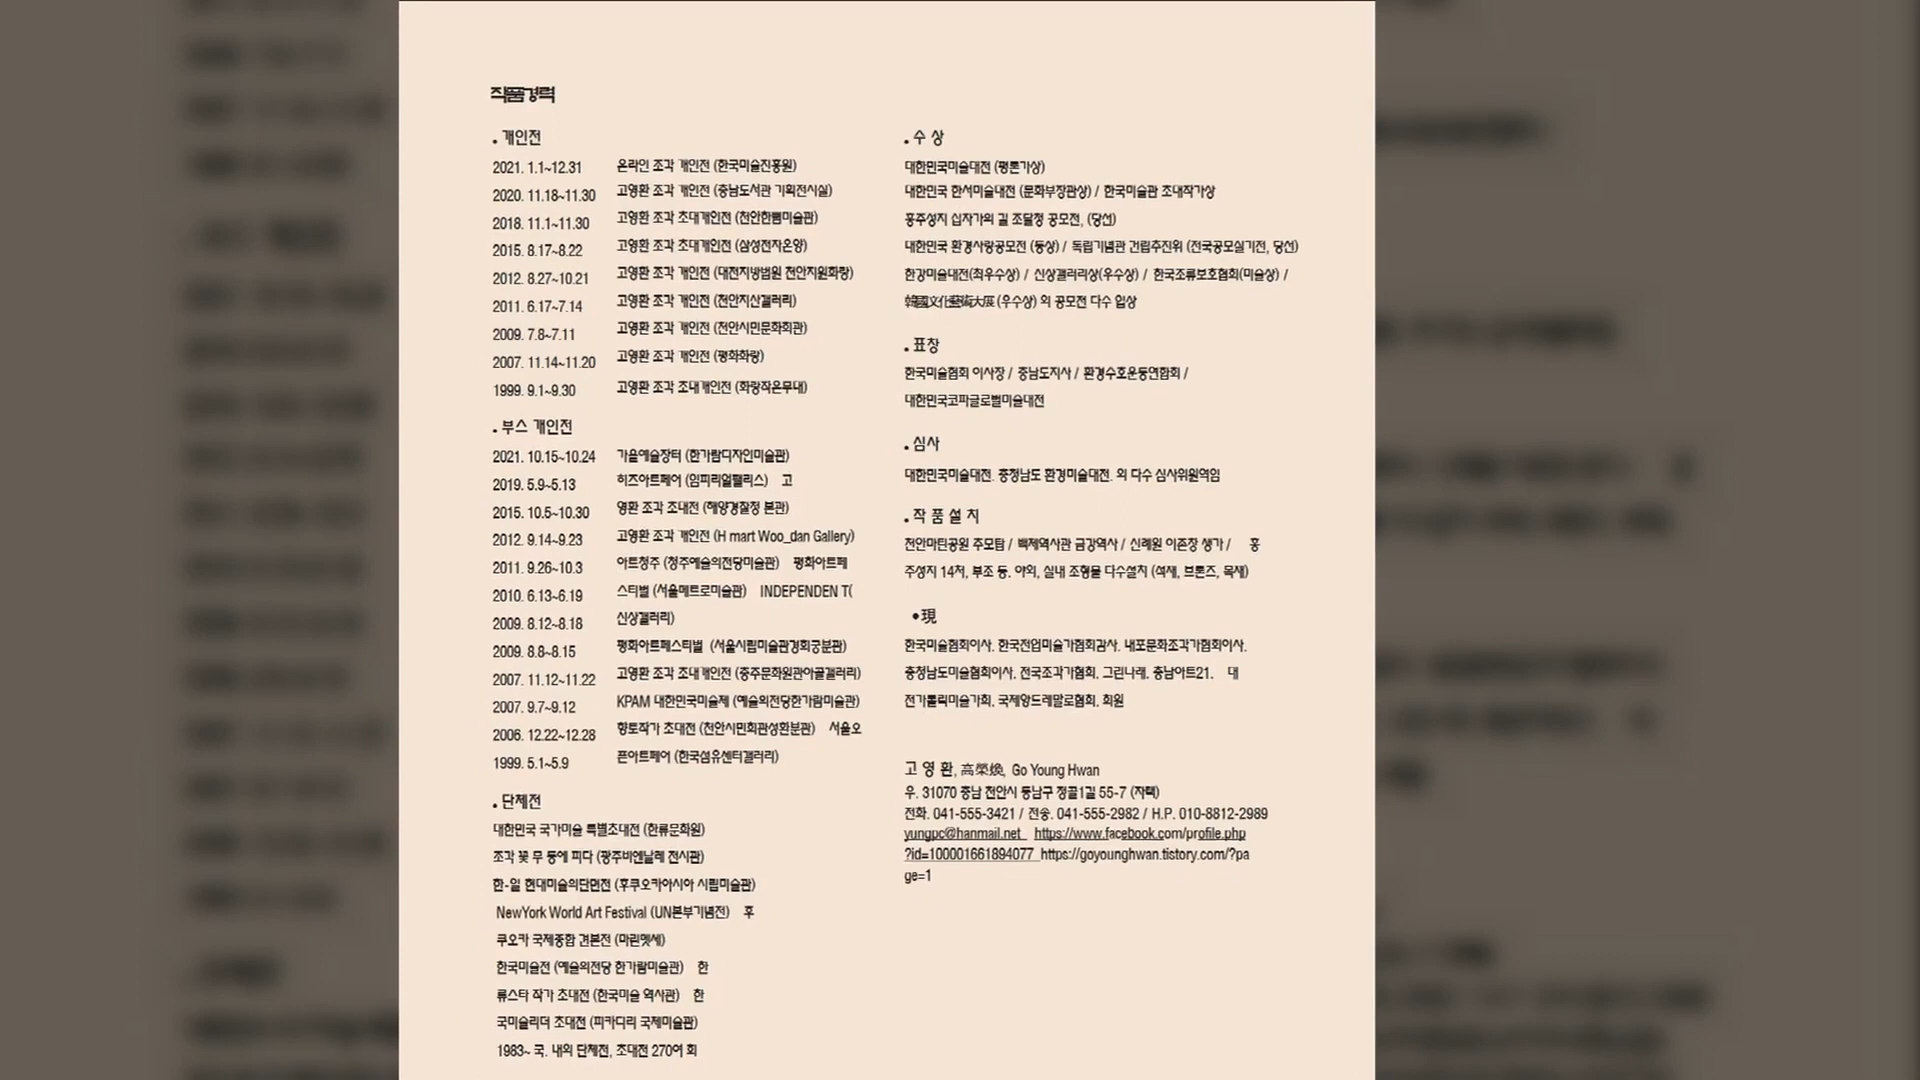 작품경력
. 개인전
2021. 1.1~12.31 온라인 조각 개인전 (한국미술진흥원)
2020. 11.18~11.30 고영환 조각 개인전 (충남도서관 기획전시실)
2018. 11.1~11.30 고영환 조각 초대개인전 (천안한뼘미술관)
2015. 8.17~8.22 고영환 조각 초대개인전 (삼성전자온양)
2012. 8.27~10.21 고영환 조각 개인전 (대전지방법원 천안지원화랑)
2011. 6.17~7.14 고영환 조각 개인전 (천안지산갤러리)
2009. 7.8~7.11 고영환 조각 개인전 (천안시민문화회관)
2007. 11.14~11.20 고영환 조각 개인전 (평화화랑)
1999. 9.1~9.30 고영환 조각 초대개인전 (화랑작은무대)
. 부스 개인전
2021. 10.15~10.24 가을예술장터 (한가람디자인미술관)
2019. 5.9~5.13 히즈아트페어 (임피리얼팰리스) 고
2015. 10.5~10.30 영환 조각 초대전 (해양경찰청 본관)
2012. 9.14~9.23 고영환 조각 개인전 (H mart Woo_dan Gallery)
2011. 9.26~10.3 아트청주 (청주예술의전당미술관) 평화아트페
2010. 6.13~6.19 스티벌 (서울메트로미술관) INDEPENDEN T(
2009. 8.12~8.18 신상갤러리)
2009. 8.8~8.15 평화아트페스티벌 (서울시립미술관경희궁분관)
2007. 11.12~11.22 고영환 조각 초대개인전 (충주문화원관아골갤러리)
2007. 9.7~9.12 KPAM 대한민국미술제 (예술의전당한가람미술관)
2006. 12.22~12.28 향토작가 초대전 (천안시민회관성환분관) 서울오
1999. 5.1~5.9 픈아트페어 (한국섬유센터갤러리)
. 단체전
대한민국 국가미술 특별초대전 (한류문화원)
조각 꽃 무 등에 피다 (광주비엔날레 전시관)
한-일 현대미술의단면전 (후쿠오카아시아 시립미술관)
NewYork World Art Festival (UN본부기념전) 후
쿠오카 국제종합 견본전 (마린멧세)
한국미술전 (예술의전당 한가람미술관) 한
류스타 작가 초대전 (한국미술 역사관) 한
국미술리더 초대전 (피카디리 국제미술관)
1983~ 국. 내외 단체전, 초대전 270여 회
. 수 상
대한민국미술대전 (평론가상)
대한민국 한서미술대전 (문화부장관상) / 한국미술관 초대작가상
홍주성지 십자가의 길 조달청 공모전, (당선)
대한민국 환경사랑공모전 (동상) / 독립기념관 건립추진위 (전국공모실기전, 당선)
한강미술대전(최우수상) / 신상갤러리상(우수상) / 한국조류보호협회(미술상) /
韓國文化藝術大展 (우수상) 외 공모전 다수 입상
. 표창
한국미술협회 이사장 / 충남도지사 / 환경수호운동연합회 /
대한민국코파글로벌미술대전
. 심사
대한민국미술대전. 충청남도 환경미술대전. 외 다수 심사위원역임
. 작 품 설 치
천안마틴공원 주모탑 / 백제역사관 금강역사 / 신례원 이존창 생가 / 홍
주성지 14처, 부조 등. 야외, 실내 조형물 다수설치 (석재, 브론즈, 목재)
•現
한국미술협회이사. 한국전업미술가협회감사. 내포문화조각가협회이사.
충청남도미술협회이사. 전국조각가협회. 그린나래. 충남아트21. 대
전가톨릭미술가회. 국제앙드레말로협회. 회원
고 영 환, 高榮煥, Go Young Hwan
우. 31070 충남 천안시 동남구 정골1길 55-7 (자택)
전화. 041-555-3421 / 전송. 041-555-2982 / H.P. 010-8812-2989
yungpc@hanmail.net https://www.facebook.com/profile.php
?id=100001661894077 https://goyounghwan.tistory.com/?pa
ge=1